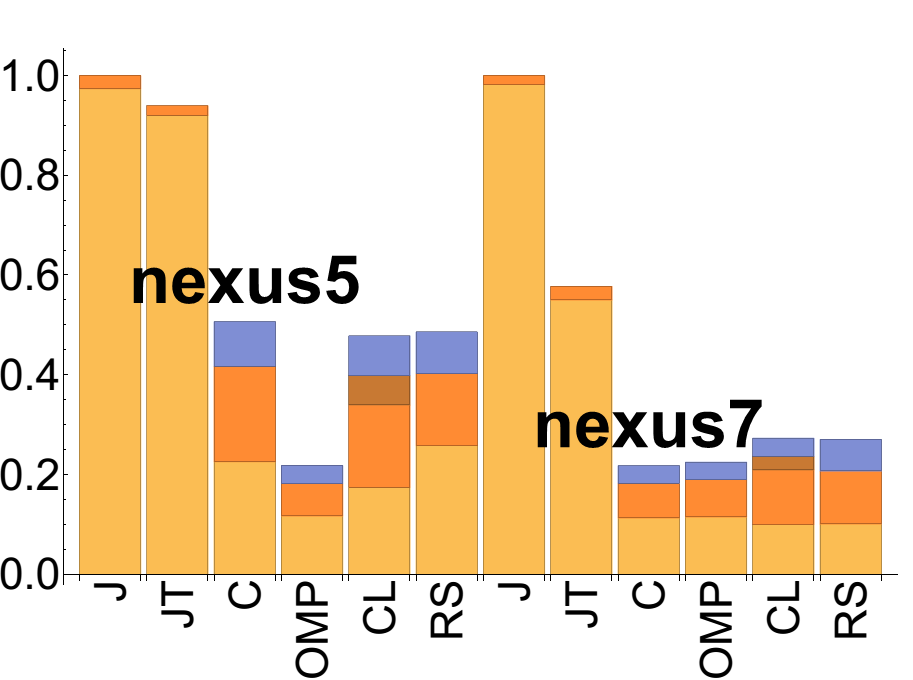 1.0
0.8
0.6
0.4
0.2
0.0
nexus5
nexus7
J
JT
C
OMP
CL
RS
J
JT
C
OMP
CL
RS